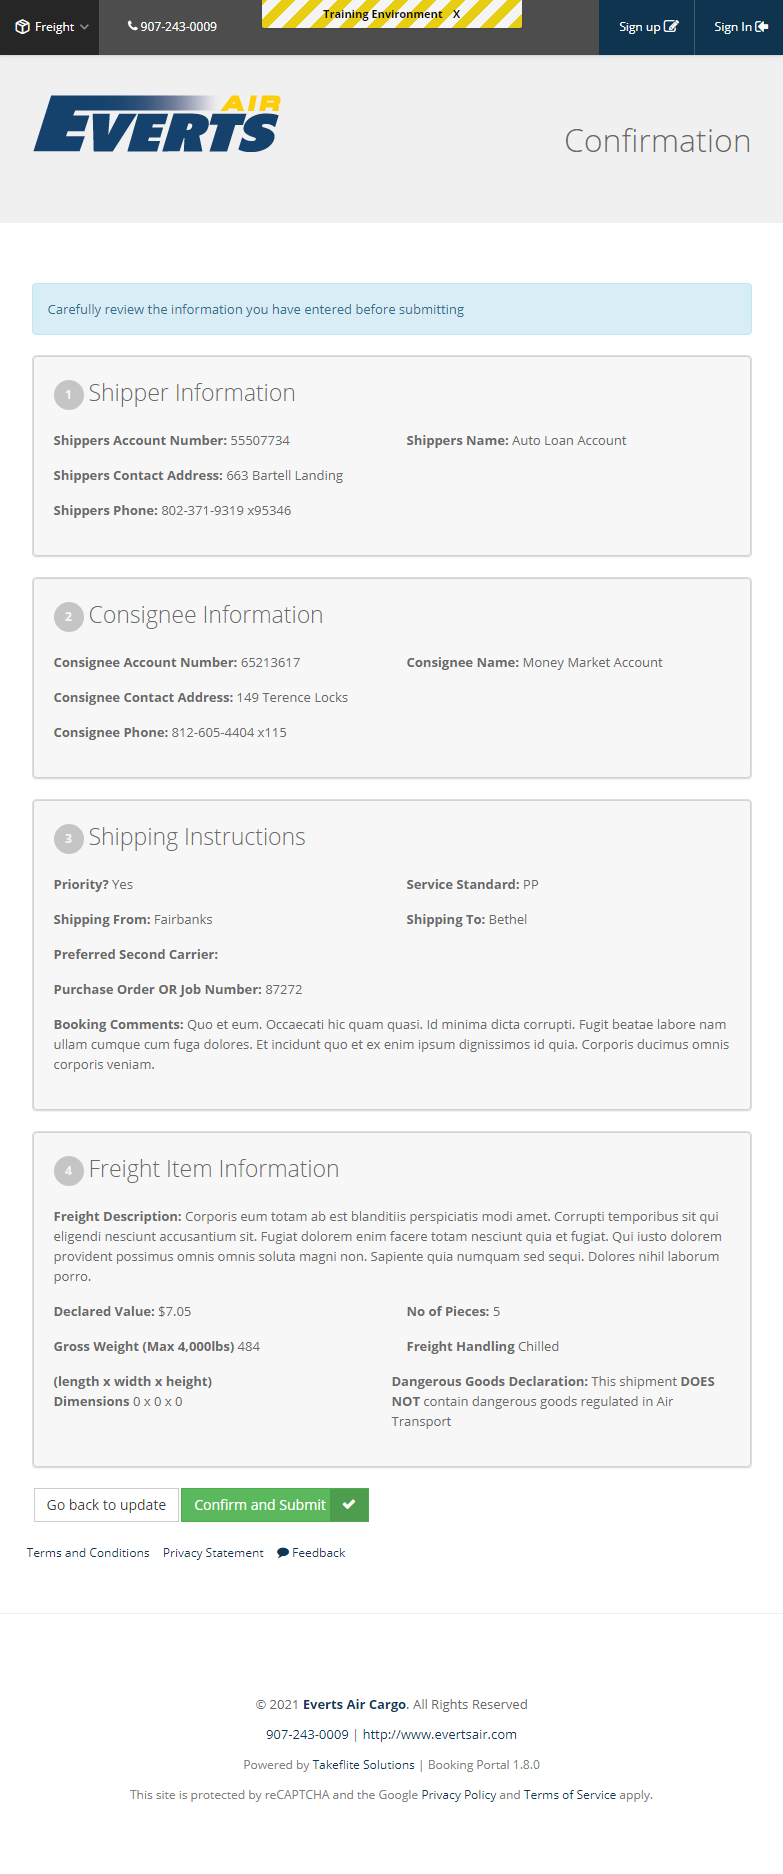 Freight
907-243-0009
Training Environment X
Sign up
Sign In
AIR
EVERTS
Confirmation
Carefully review the information you have entered before submitting
1 Shipper Information
Shippers Account Number: 55507734
Shippers Name: Auto Loan Account
Shippers Contact Address: 663 Bartell Landing
Shippers Phone: 802-371-9319 x95346
2 Consignee Information
Consignee Account Number: 65213617
Consignee Name: Money Market Account
Consignee Contact Address: 149 Terence Locks
Consignee Phone: 812-605-4404 x115
3 Shipping Instructions
Priority? Yes
Service Standard: PP
Shipping From: Fairbanks
Shipping To: Bethel
Preferred Second Carrier:
Purchase Order OR Job Number: 87272
Booking Comments: Quo et eum. Occaecati hic quam quasi. Id minima dicta corrupti. Fugit beatae labore nam
ullam cumque cum fuga dolores. Et incidunt quo et ex enim ipsum dignissimos id quia. Corporis ducimus omnis
corporis veniam.
4 Freight Item Information
Freight Description: Corporis eum totam ab est blanditiis perspiciatis modi amet. Corrupti temporibus sit qui
eligendi nesciunt accusantium sit. Fugiat dolorem enim facere totam nesciunt quia et fugiat. Qui iusto dolorem
provident possimus omnis omnis soluta magni non. Sapiente quia numquam sed sequi. Dolores nihil laborum
porro.
Declared Value: $7.05
No of Pieces: 5
Gross Weight (Max 4,000lbs) 484
Freight Handling Chilled
(length x width x height)
Dimensions 0 x 0 x 0
Dangerous Goods Declaration: This shipment DOES
NOT contain dangerous goods regulated in Air
Transport
Go back to update
Confirm and Submit
Terms and Conditions Privacy Statement Feedback
© 2021 Everts Air Cargo. All Rights Reserved
907-243-0009 | http://www.evertsair.com
Powered by Takeflite Solutions | Booking Portal 1.8.0
This site is protected by reCAPTCHA and the Google Privacy Policy and Terms of Service apply.